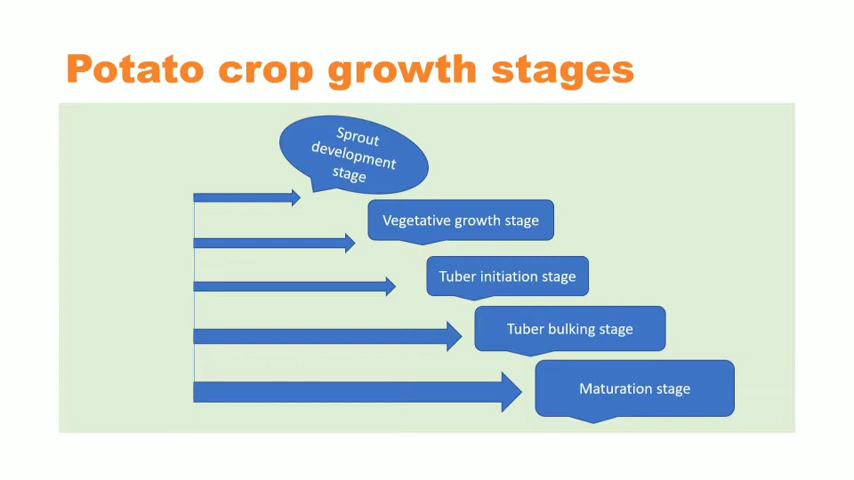 Potato crop growth stages
Sprout
development
stage
Vegetative growth stage
Tuber initiation stage
Tuber bulking stage
Maturation stage